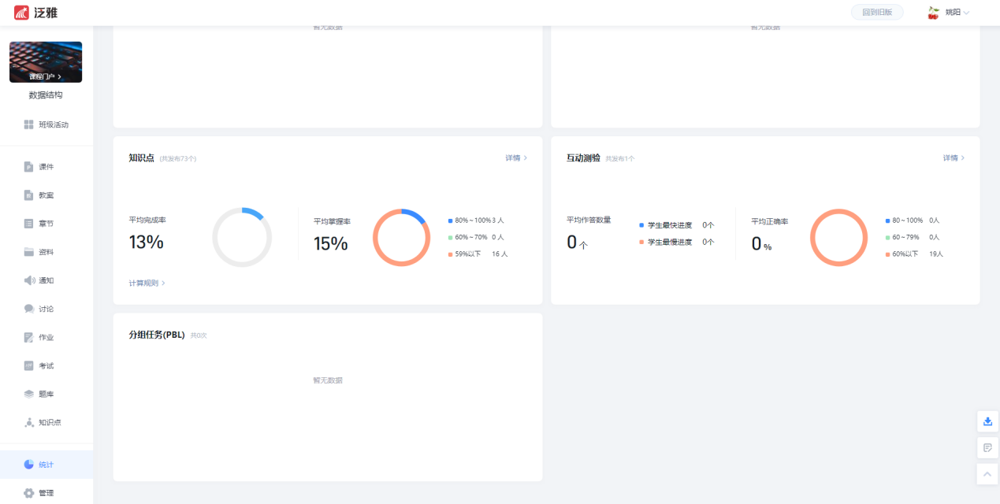 泛雅
回到旧版
姚阳
课程门户 >
数据结构
班级活动
课件
教案
章节
资料
通知
讨论
作业
考试
题库
知识点
统计
管理
暂无数据
暂无数据
知识点 (共发布73个)
详情 >
平均完成率
13%
计算规则 >
平均掌握率
15%
80%~100% 3 人
60%~70% 0 人
59%以下 16 人
互动测验 共发布1个
详情 >
平均作答数量
0 个
学生最快进度 0个
学生最慢进度 0个
平均正确率
0 %
80~100% 0人
60~79% 0人
60%以下 19人
分组任务(PBL) 共0次
暂无数据